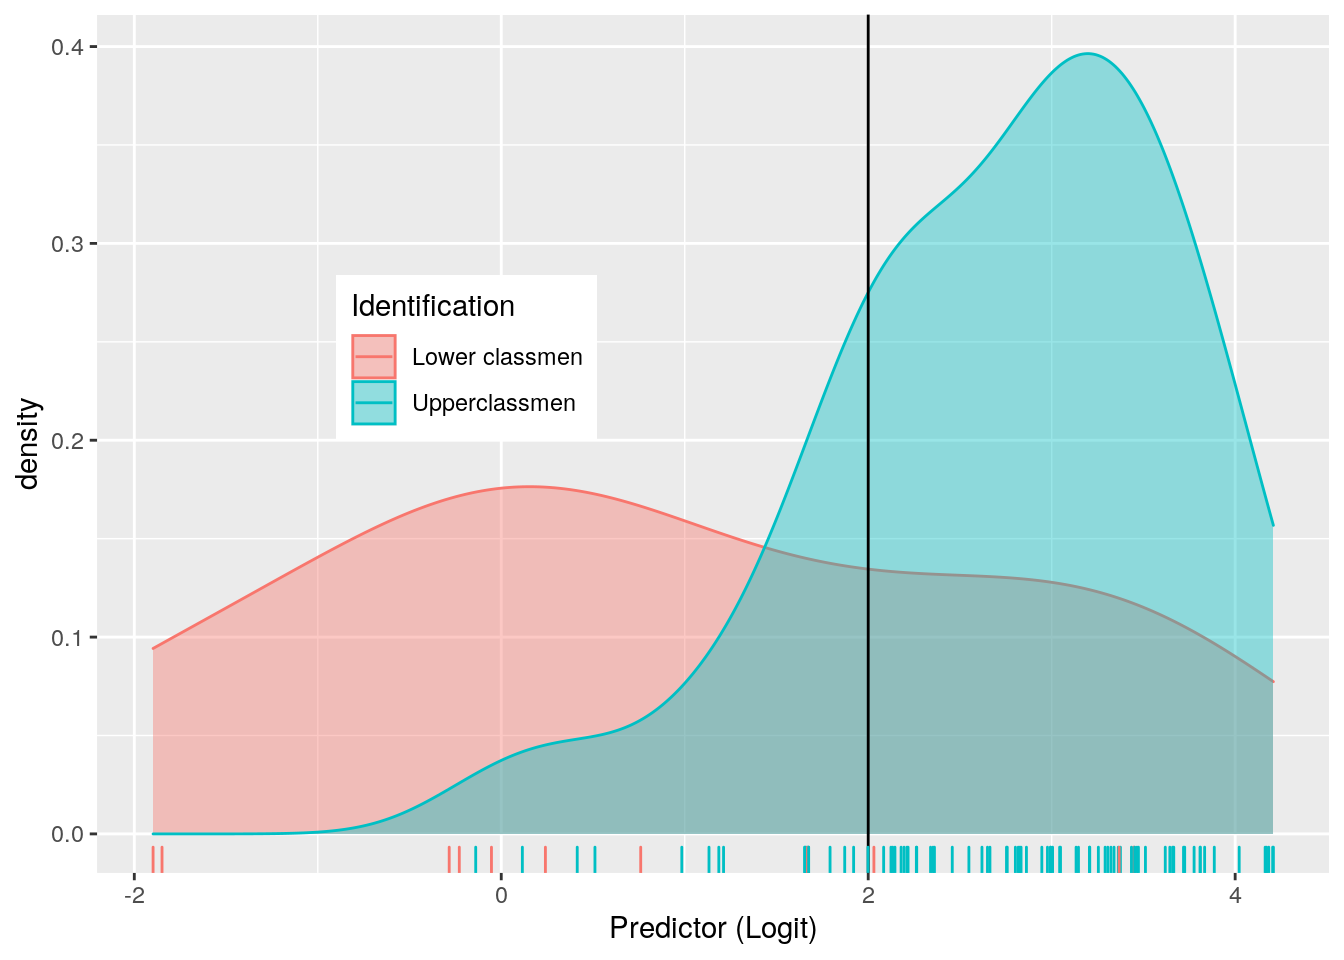 0.4
0.3
0.2
0.1
0.0
density
Identification
Lower classmen
Upperclassmen
-2
0
2
4
Predictor (Logit)